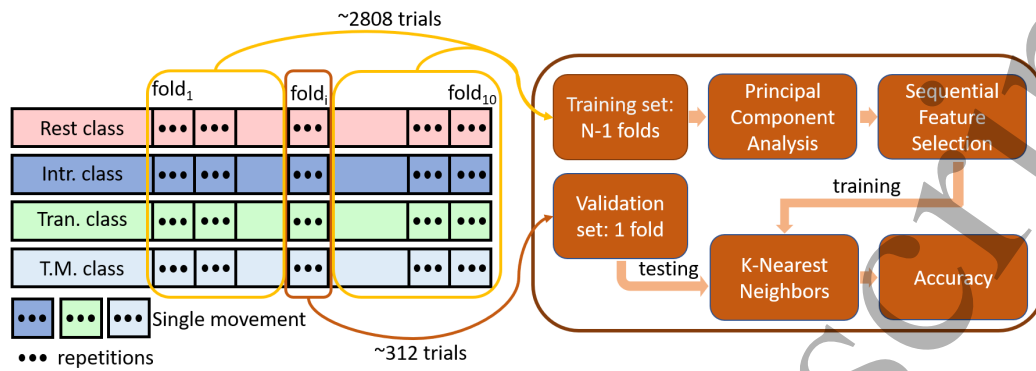 ~2808 trials
fold1
foldi
fold10
Rest class
Intr. class
Tran. class
T.M. class
Single movement
••• repetitions
~312 trials
Training set:
N-1 folds
Principal
Component
Analysis
Sequential
Feature
Selection
training
Validation
set: 1 fold
testing
K-Nearest
Neighbors
Accuracy